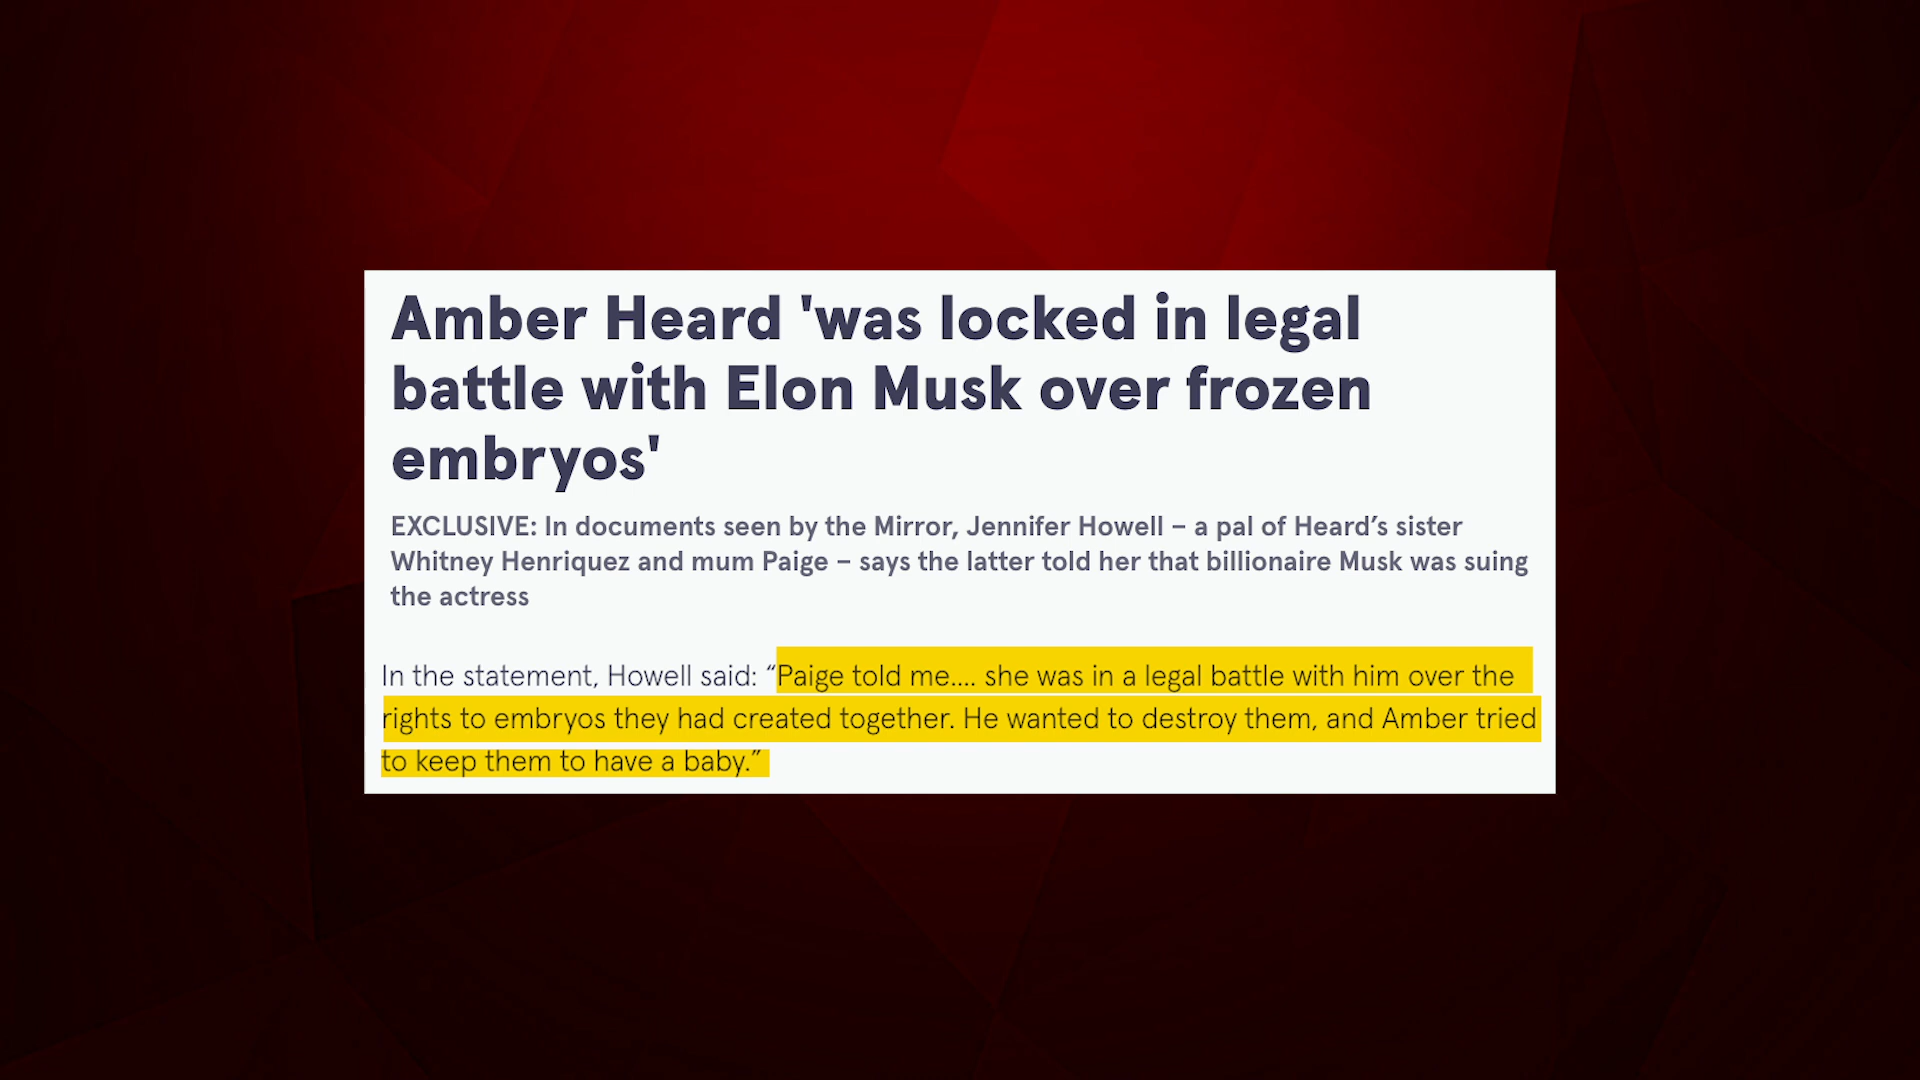 Amber Heard 'was locked in legal
battle with Elon Musk over frozen
embryos'
EXCLUSIVE: In documents seen by the Mirror, Jennifer Howell – a pal of Heard’s sister
Whitney Henriquez and mum Paige – says the latter told her that billionaire Musk was suing
the actress
In the statement, Howell said: “Paige told me.... she was in a legal battle with him over the
rights to embryos they had created together. He wanted to destroy them, and Amber tried
to keep them to have a baby.”